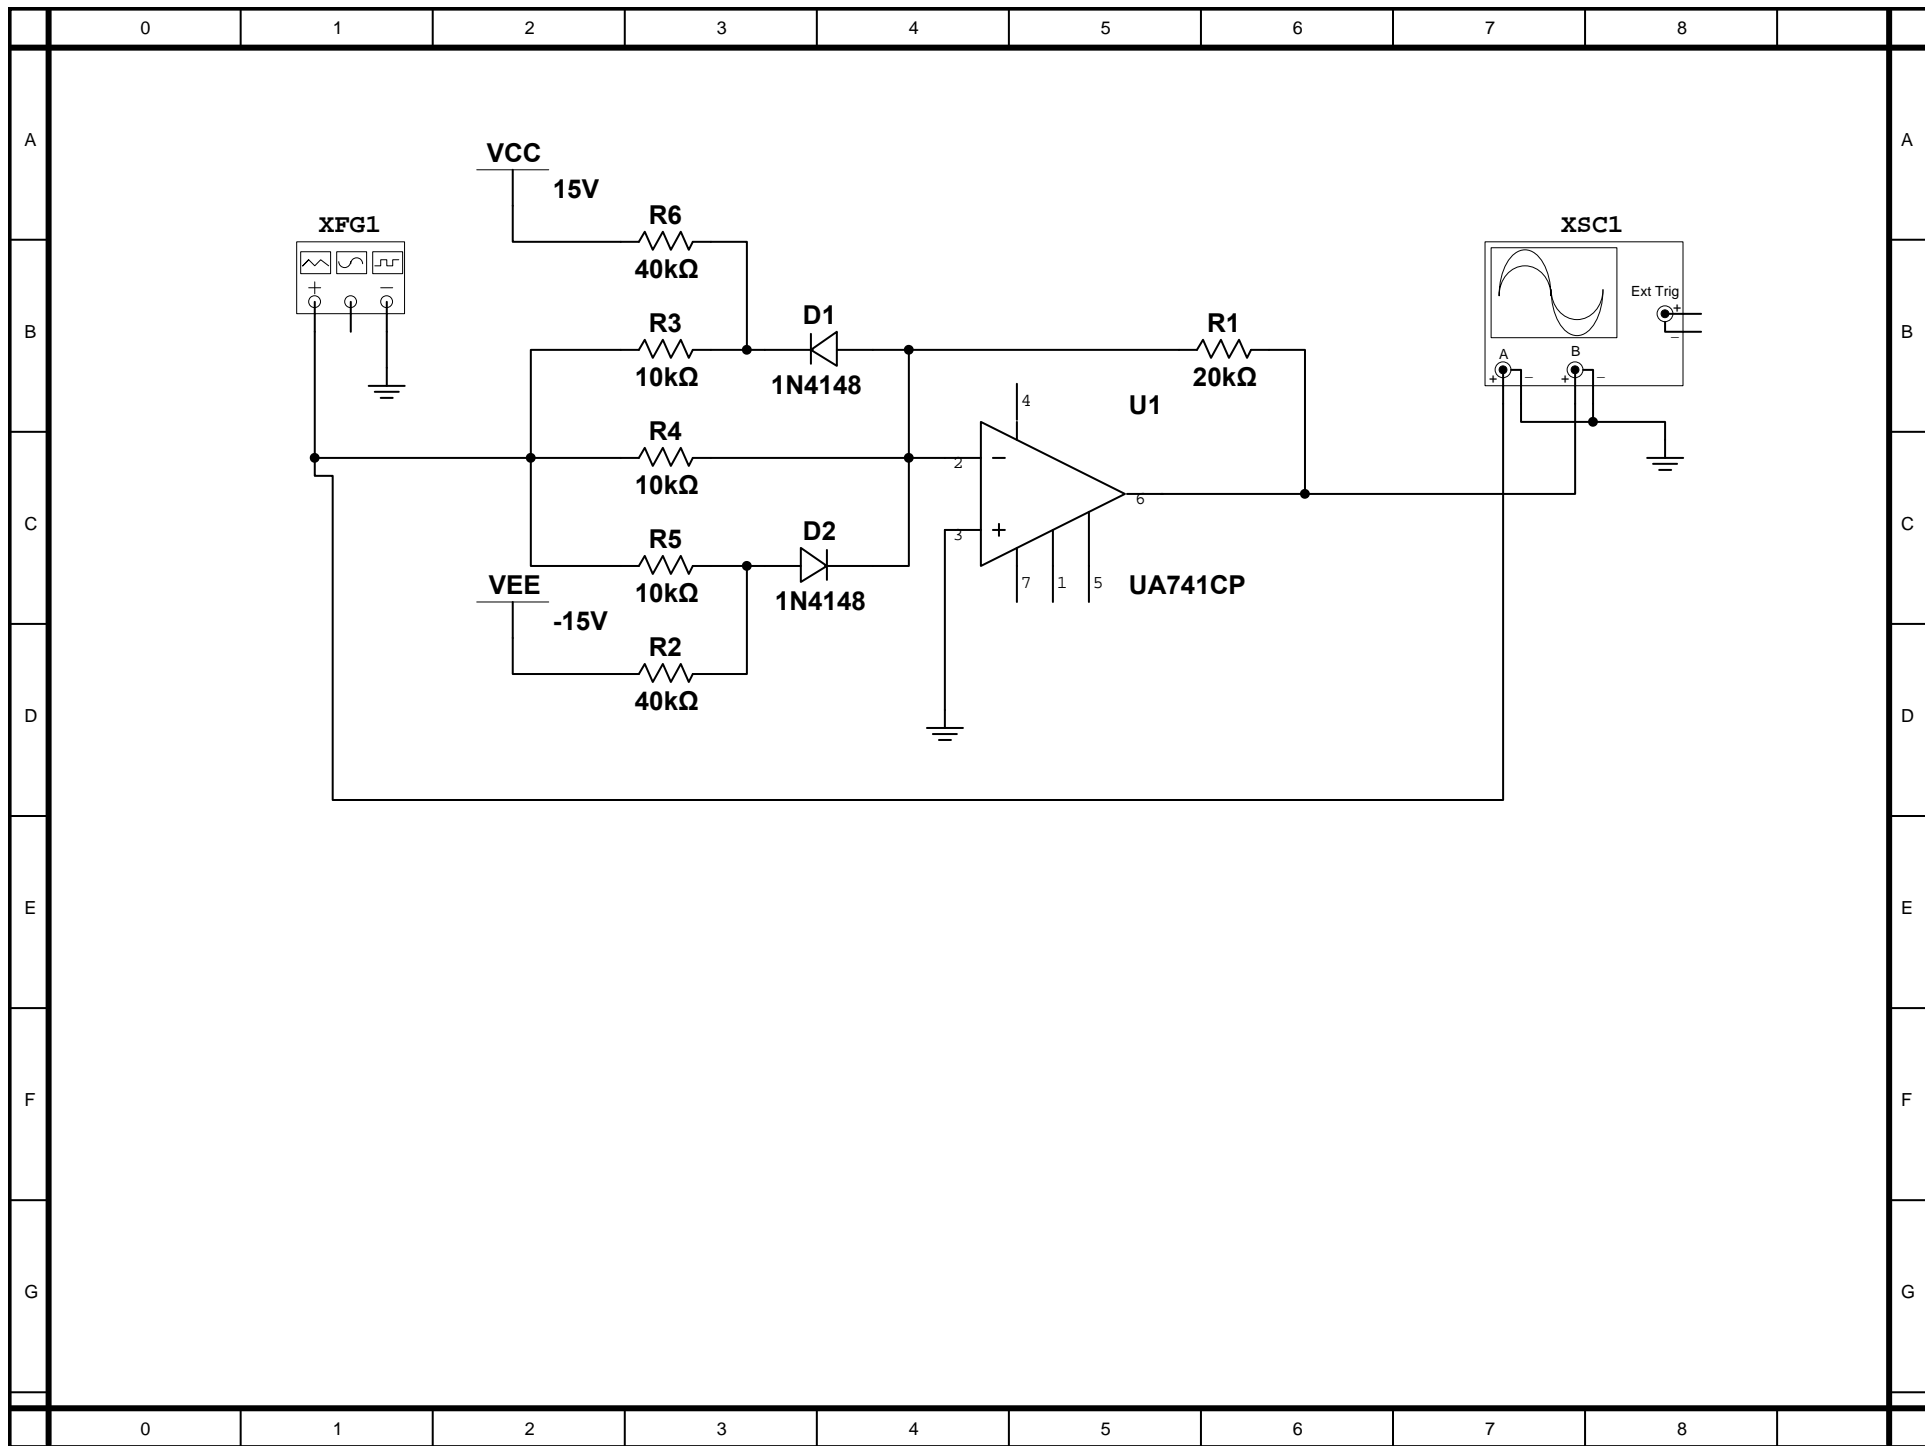 0 1 2 3 4 5 6 7 8
A A
VCC
15V
XFG1
+ −
R6
40kΩ
XSC1
Ext Trig
+
−
A B
+ − + −
B B
R3
10kΩ
D1
1N4148
R1
20kΩ
4
U1
R4
10kΩ
2 −
6
3 +
C C
R5
10kΩ
D2
1N4148
7 1 5
UA741CP
VEE
-15V
R2
40kΩ
D D
E E
F F
G G
0 1 2 3 4 5 6 7 8